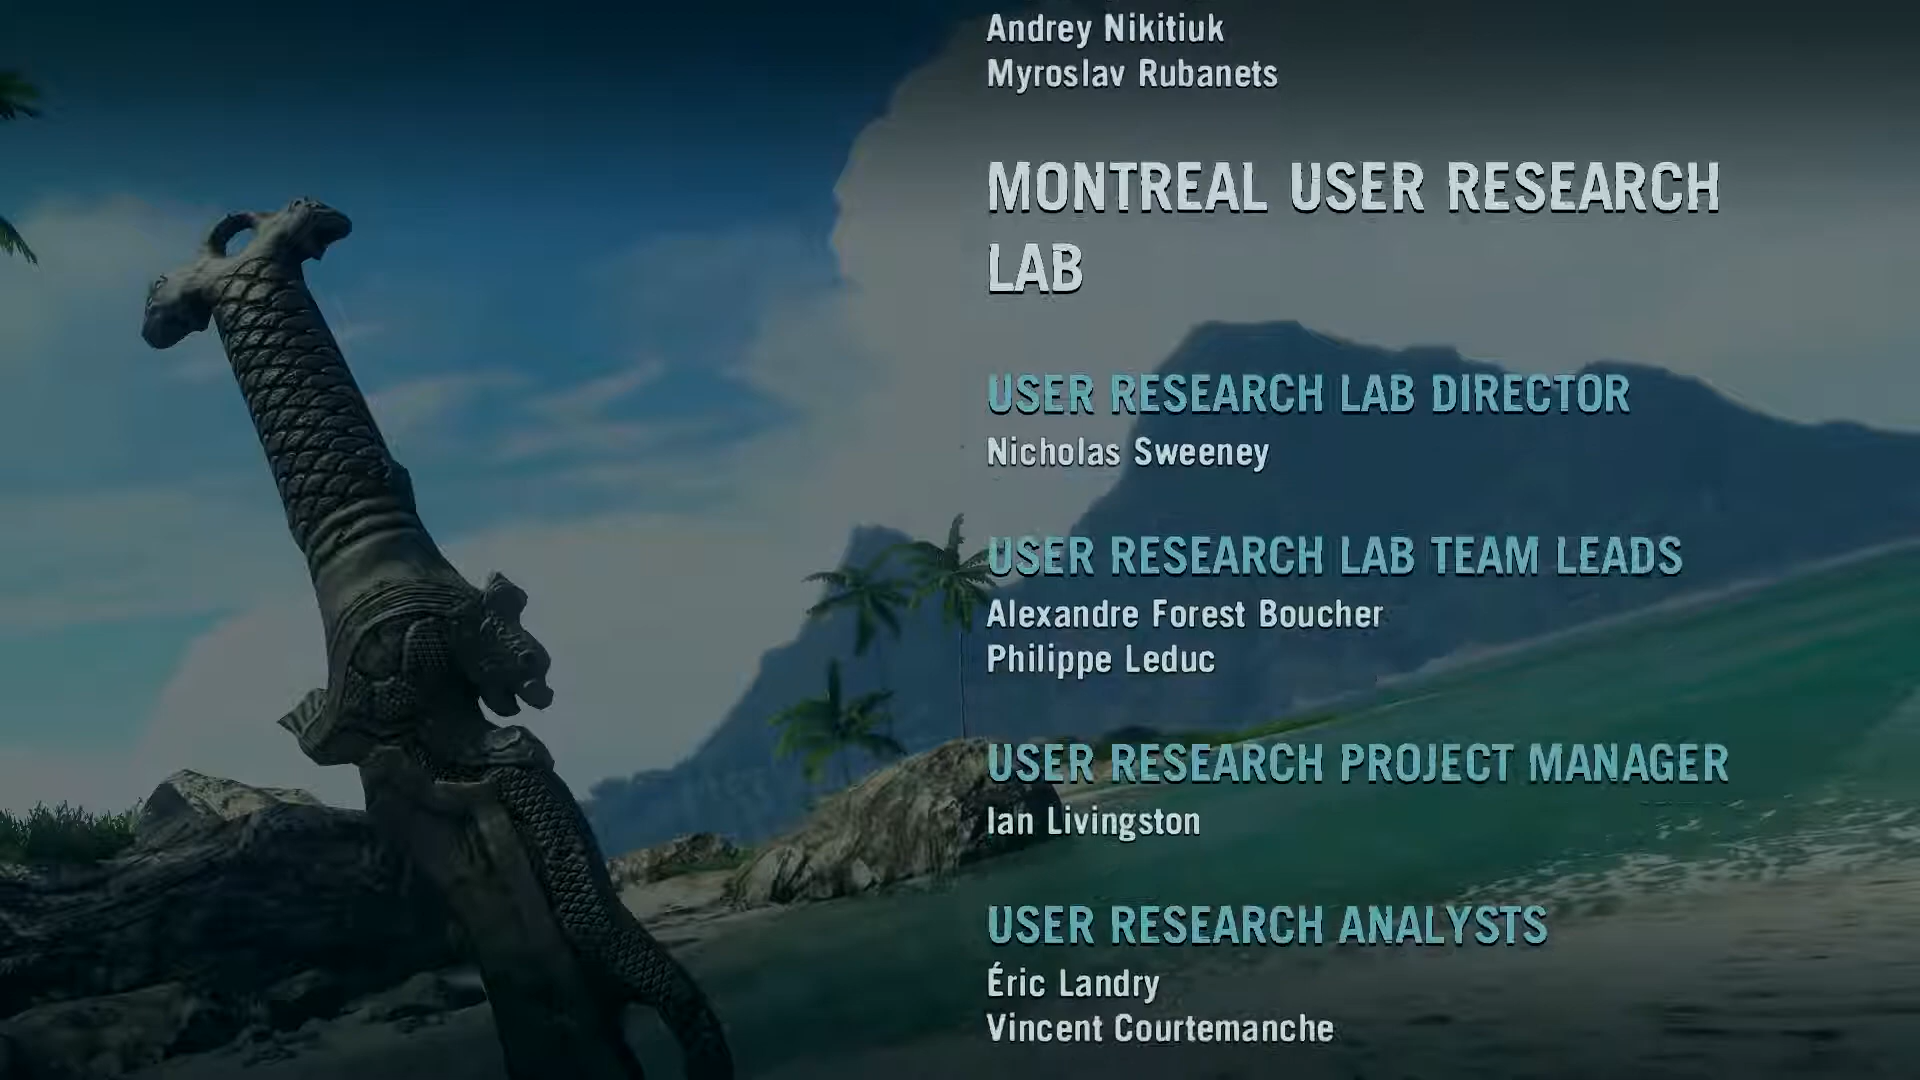 Andrey Nikitiuk
Myroslav Rubanets
MONTREAL USER RESEARCH
LAB
USER RESEARCH LAB DIRECTOR
Nicholas Sweeney
USER RESEARCH LAB TEAM LEADS
Alexandre Forest Boucher
Philippe Leduc
USER RESEARCH PROJECT MANAGER
Ian Livingston
USER RESEARCH ANALYSTS
Éric Landry
Vincent Courtemanche